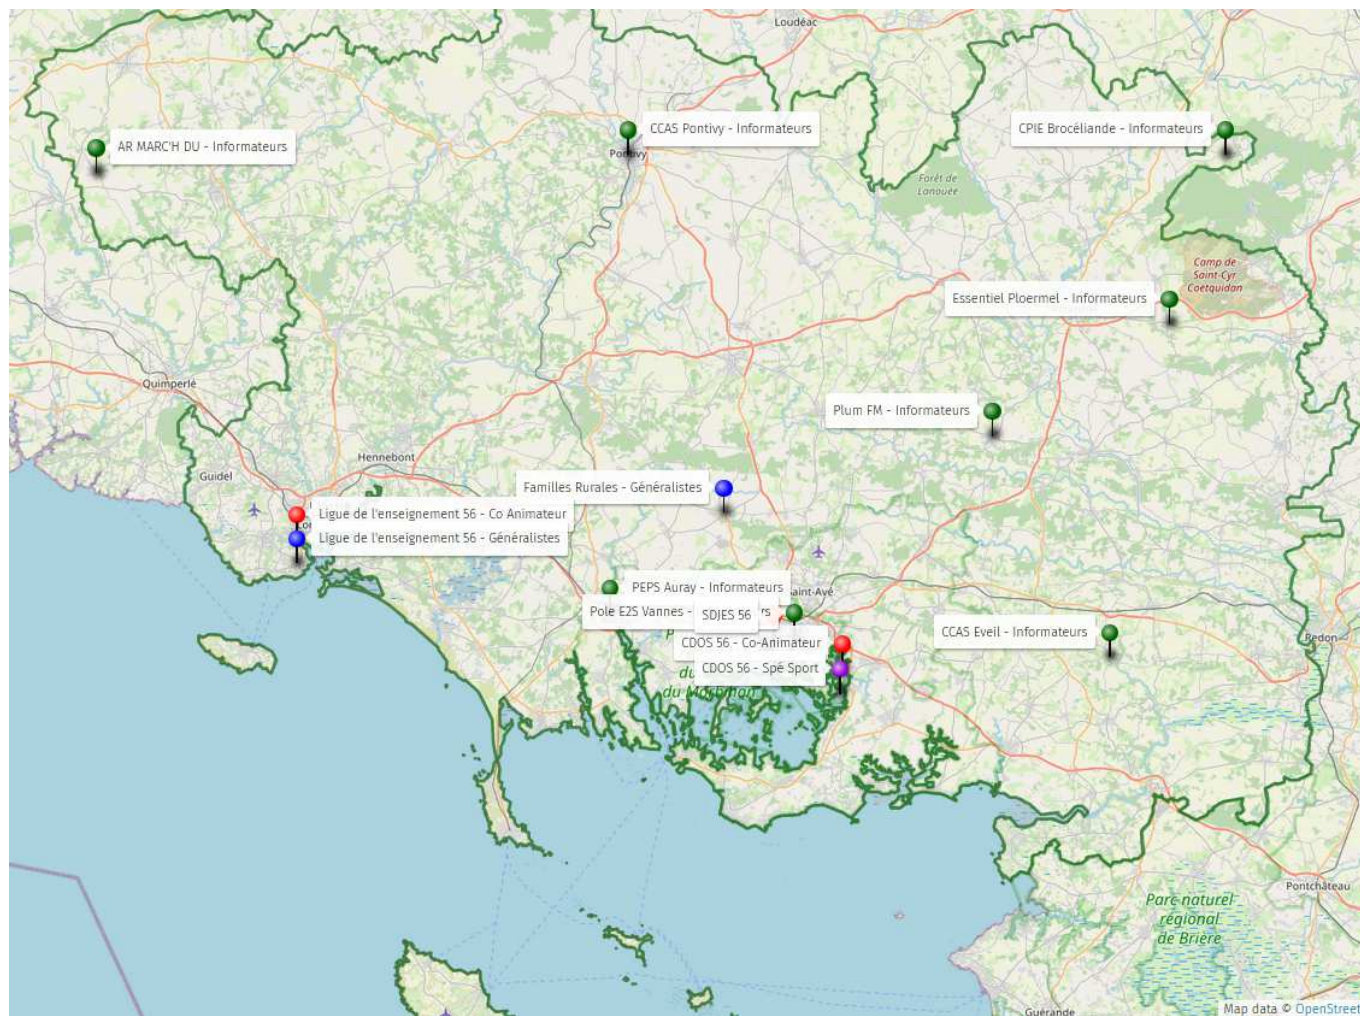 Loudéac
CCAS Pontivy - Informateurs
CPIE Brocéliande - Informateurs
AR MARC'H DU - Informateurs
Forêt de
Lanouée
Camp de
Saint-Cyr
Coëtquidan
Essentiel Ploermel - Informateurs
Quimperlé
Plum FM - Informateurs
Hennebont
Guidel
Familles Rurales - Généralistes
Ligue de l'enseignement 56 - Co Animateur
Ligue de l'enseignement 56 - Généralistes
PEPS Auray - Informateurs
Saint-Avé
Pole E2S Vannes -
SDJES 56
CCAS Eveil - Informateurs
Redon
CDOS 56 - Co-Animateur
CDOS 56 - Spé Sport
du Morbihan
Pontchâteau
Parc naturel
régional
de Brière
Guérande
Map data © OpenStreet